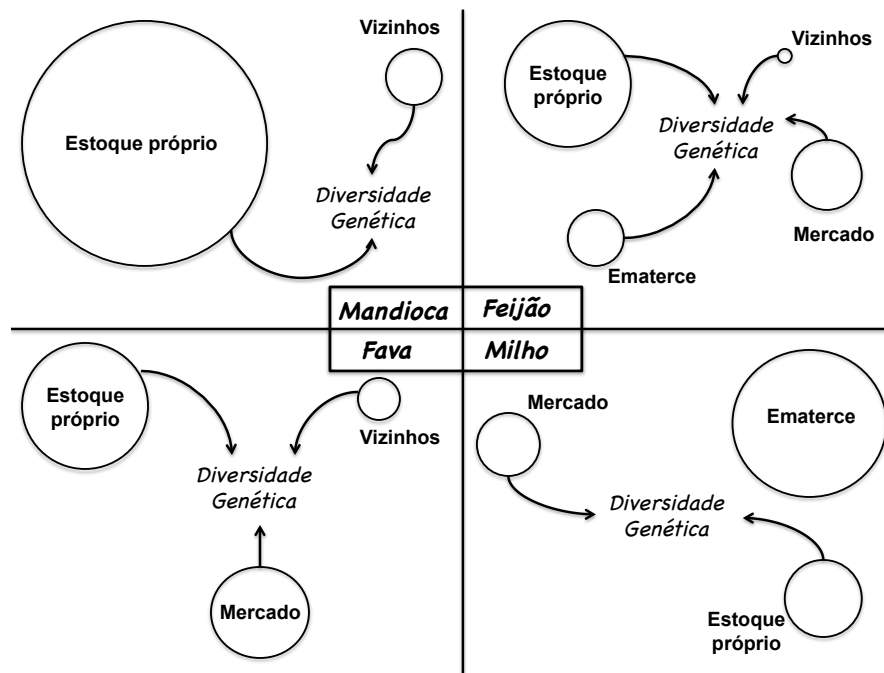 Vizinhos
Estoque próprio
Diversidade
Genética
Vizinhos
Estoque
próprio
Diversidade
Genética
Mercado
Ematerce
Mandioca
Feijão
Fava
Milho
Estoque
próprio
Vizinhos
Diversidade
Genética
Mercado
Mercado
Ematerce
Diversidade
Genética
Estoque
próprio